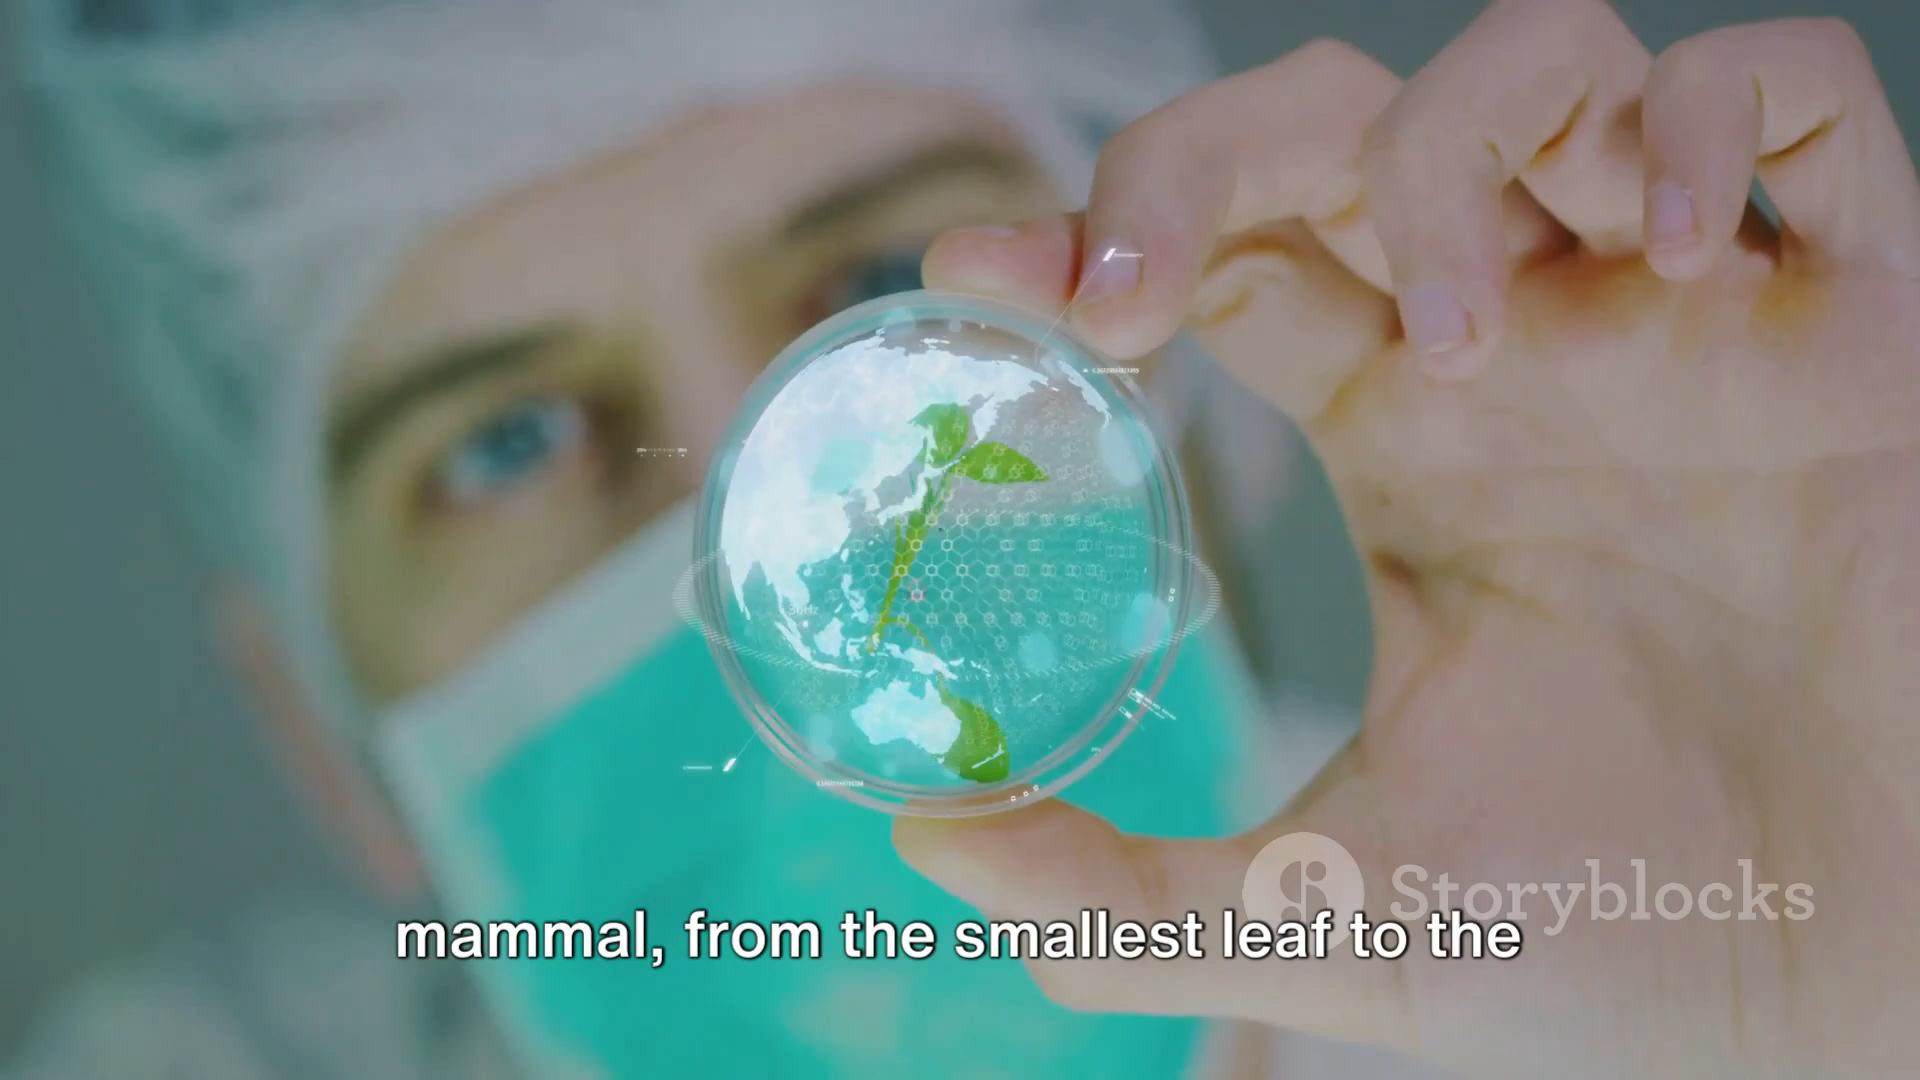 Storyblocks
mammal, from the smallest leaf to the